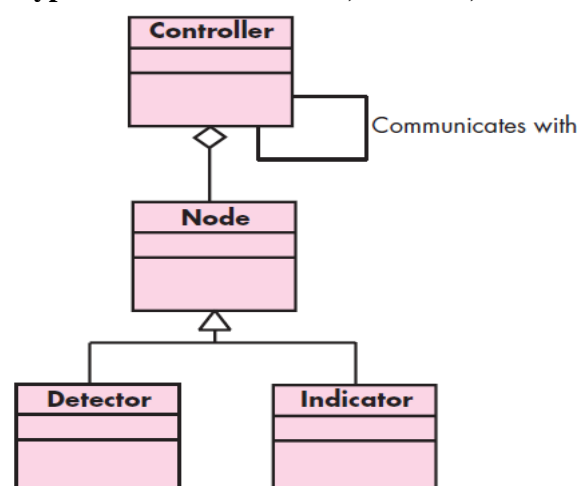 Controller
Communicates with
Node
Detector
Indicator